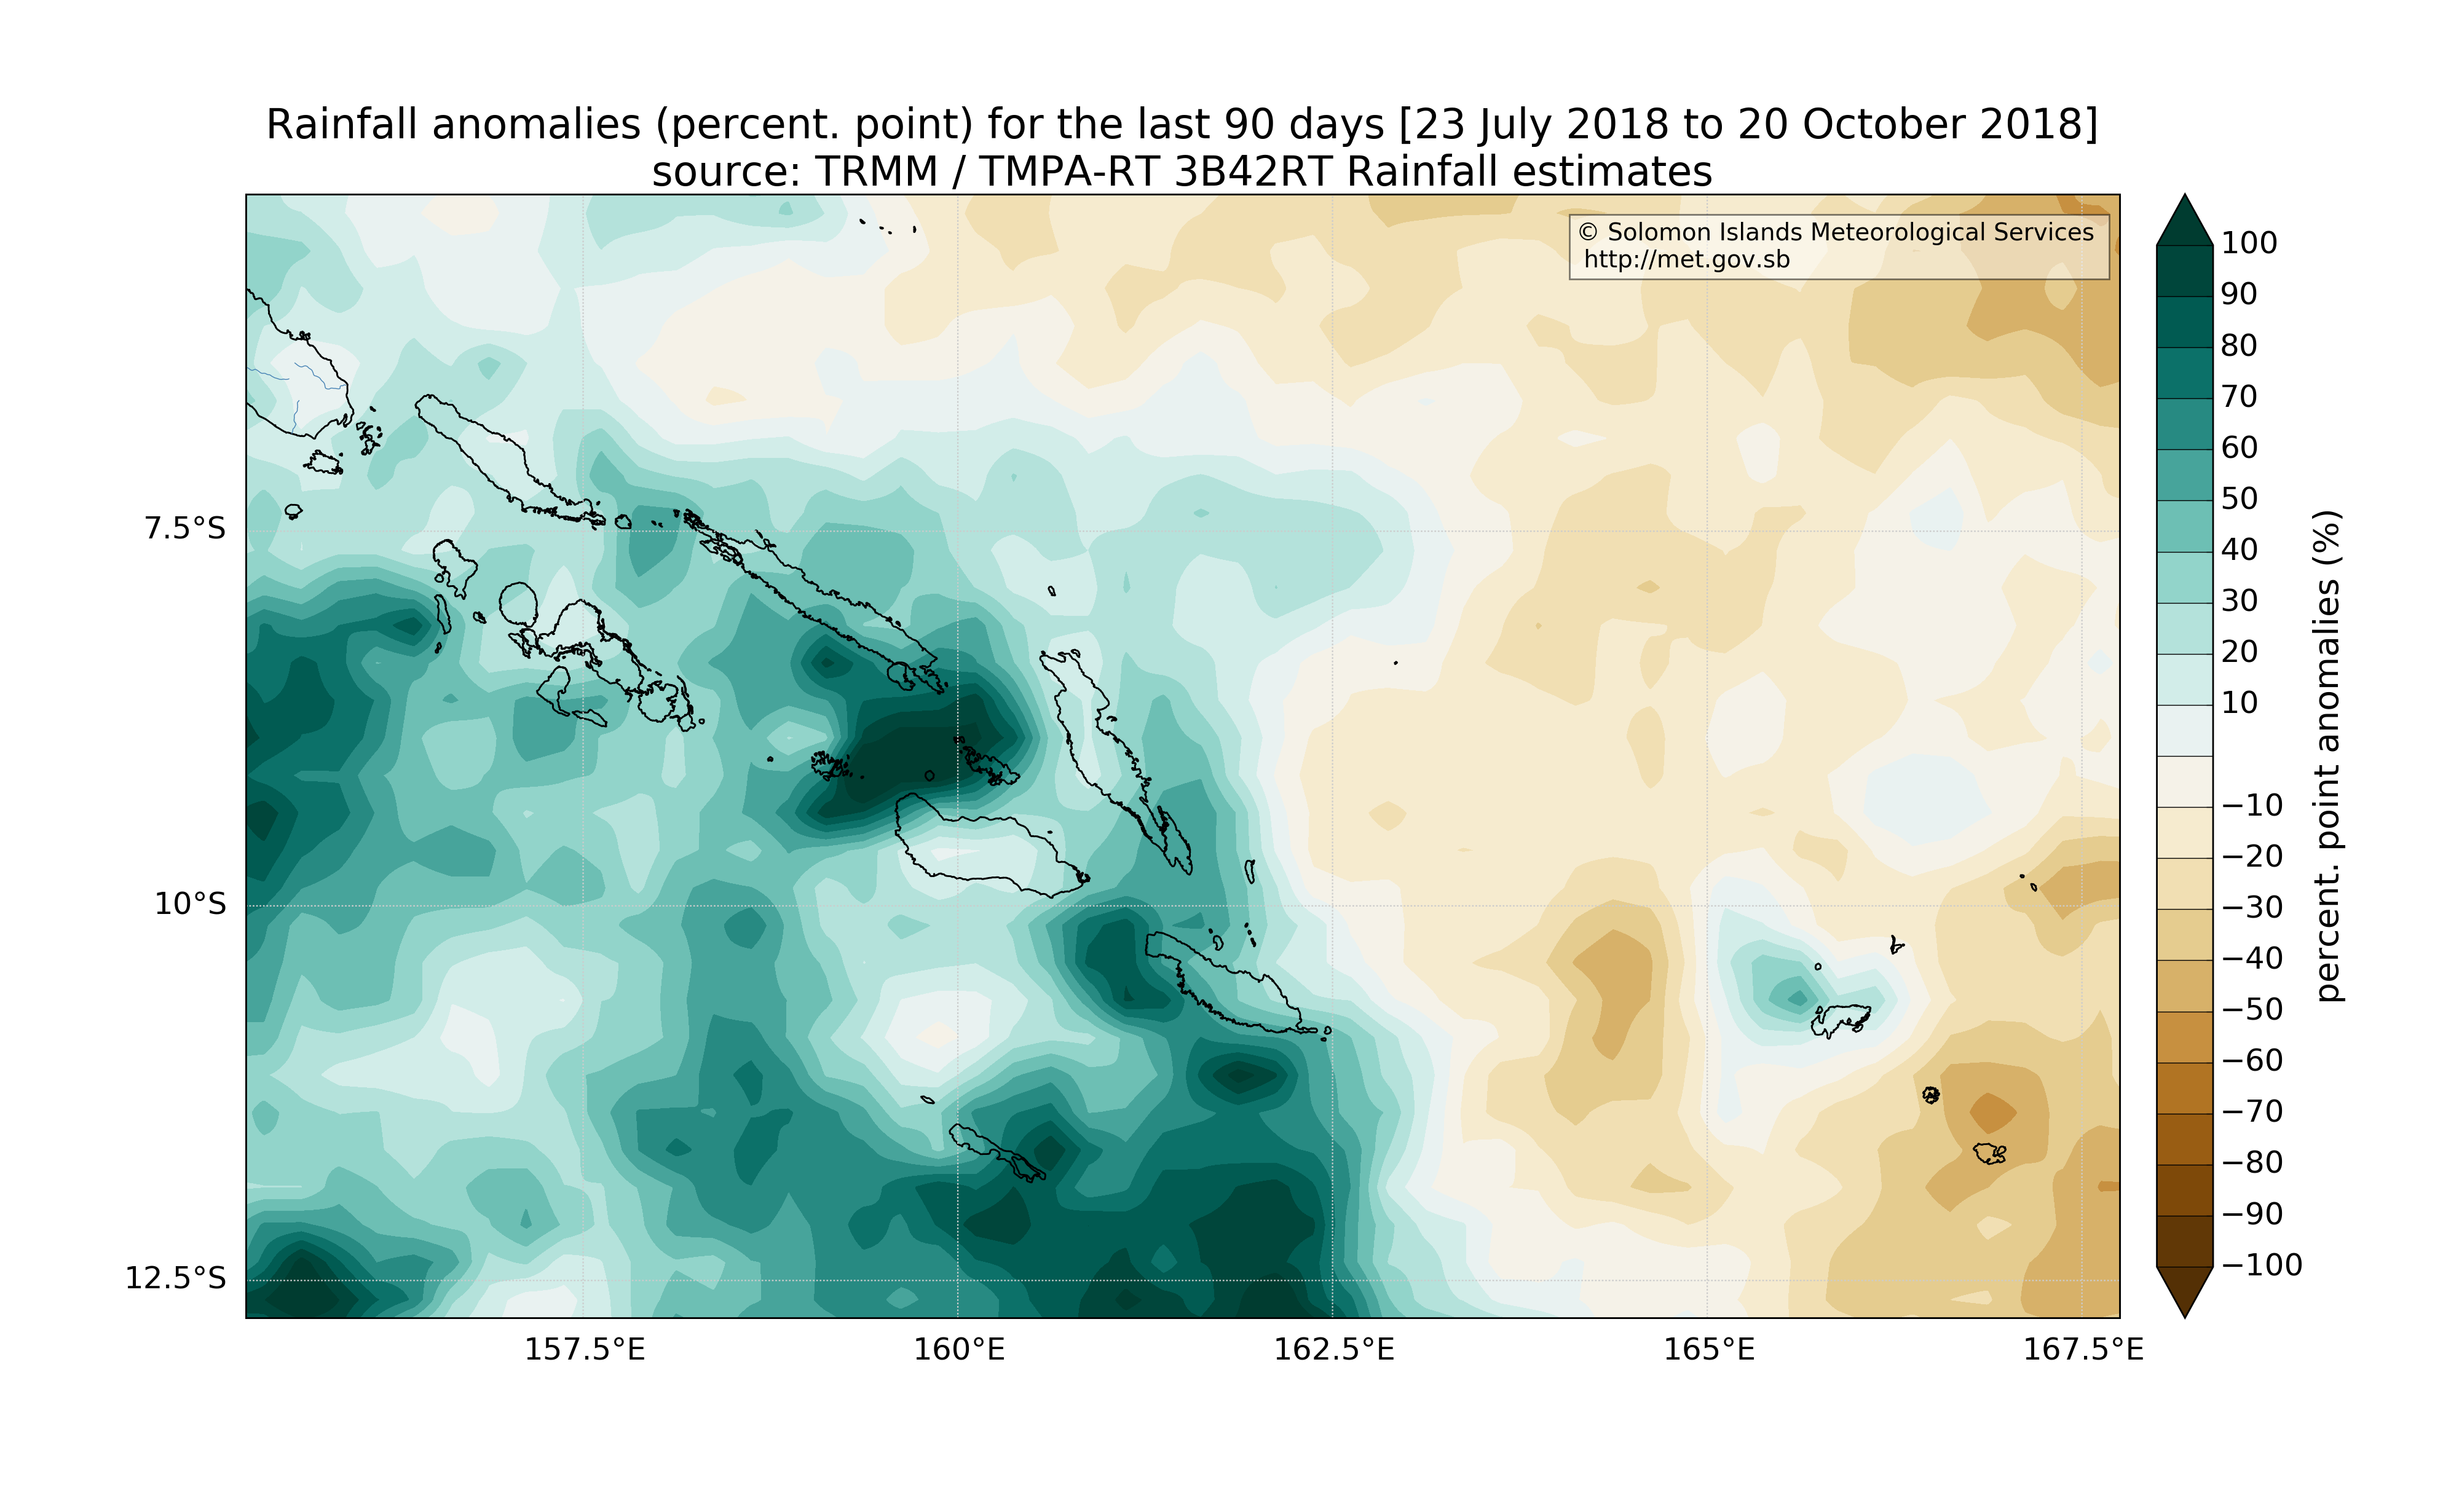 Rainfall anomalies (percent. point) for the last 90 days [23 July 2018 to 20 October 2018]
source: TRMM / TMPA-RT 3B42RT Rainfall estimates
© Solomon Islands Meteorological Services
http://met.gov.sb
7.5°S
10°S
12.5°S
157.5°E
160°E
162.5°E
165°E
167.5°E
100
90
80
70
60
50
40
30
20
10
−10
−20
−30
−40
−50
−60
−70
−80
−90
−100
percent. point anomalies (%)